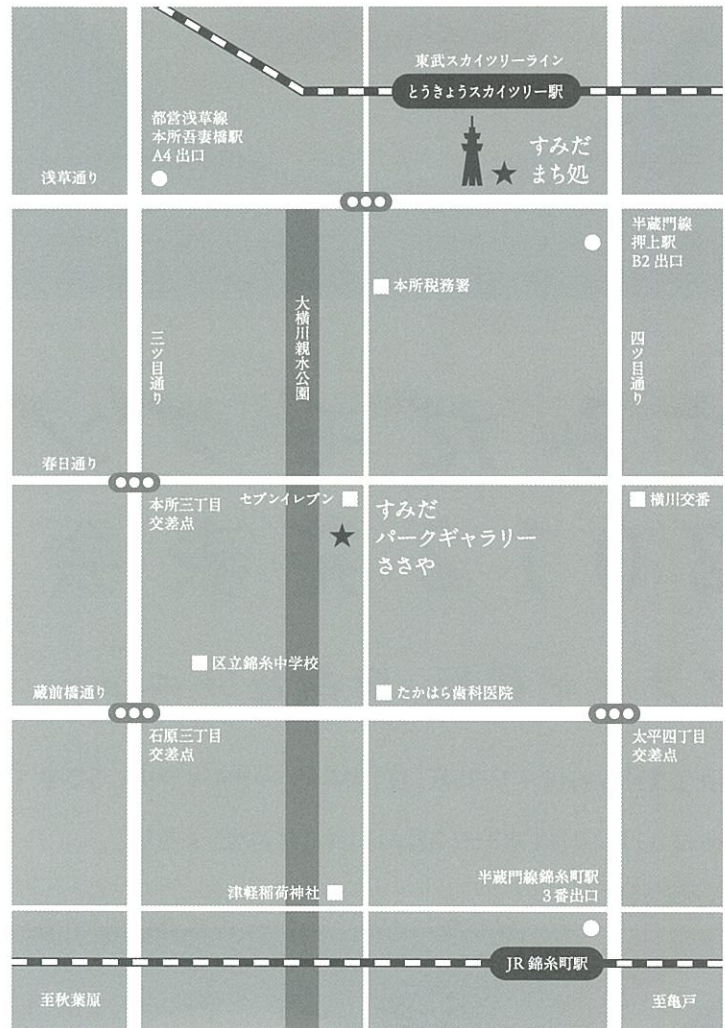 東武スカイツリーライン
とうきょうスカイツリー駅
都営浅草線
本所吾妻橋駅
A4 出口
すみだ
まち処
浅草通り
半蔵門線
押上駅
B2 出口
本所税務署
大横川親水公園
三ツ目通り
四ツ目通り
春日通り
本所三丁目
交差点
セブンイレブン
すみだ
パークギャラリー
ささや
横川交番
区立錦糸中学校
蔵前橋通り
たかはら歯科医院
石原三丁目
交差点
太平四丁目
交差点
津軽稲荷神社
半蔵門線錦糸町駅
3番出口
JR 錦糸町駅
至秋葉原
至亀戸